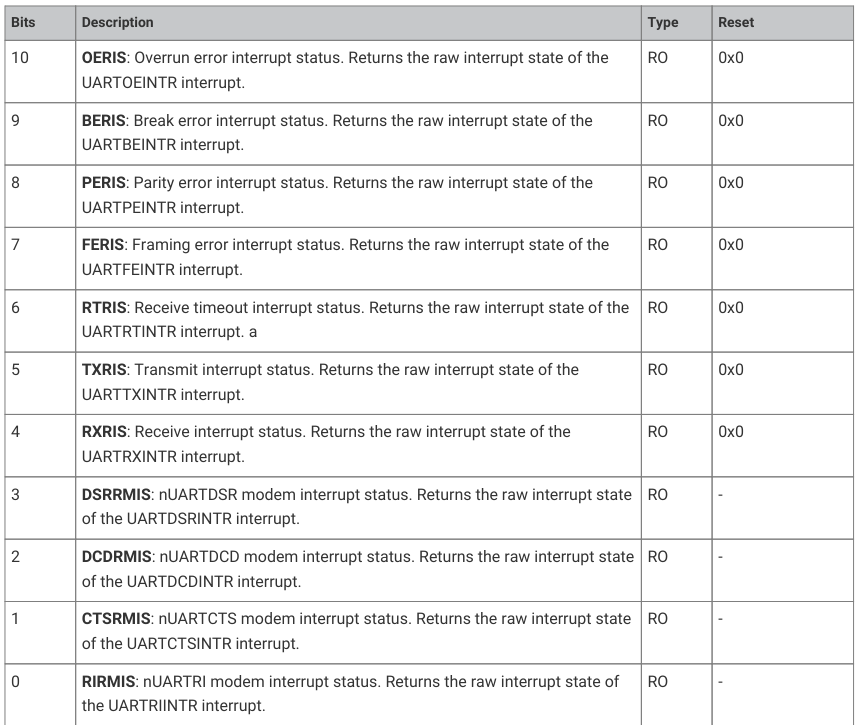 Bits Description Type Reset
10 OERIS: Overrun error interrupt status. Returns the raw interrupt state of the RO 0x0
UARTOEINTR interrupt.
9 BERIS: Break error interrupt status. Returns the raw interrupt state of the RO 0x0
UARTBEINTR interrupt.
8 PERIS: Parity error interrupt status. Returns the raw interrupt state of the RO 0x0
UARTPEINTR interrupt.
7 FERIS: Framing error interrupt status. Returns the raw interrupt state of the RO 0x0
UARTFEINTR interrupt.
6 RTRIS: Receive timeout interrupt status. Returns the raw interrupt state of the RO 0x0
UARTRTINTR interrupt. a
5 TXRIS: Transmit interrupt status. Returns the raw interrupt state of the RO 0x0
UARTTXINTR interrupt.
4 RXRIS: Receive interrupt status. Returns the raw interrupt state of the RO 0x0
UARTRXINTR interrupt.
3 DSRRMIS: nUARTDSR modem interrupt status. Returns the raw interrupt state RO -
of the UARTDSRINTR interrupt.
2 DCDRMIS: nUARTDCD modem interrupt status. Returns the raw interrupt state RO -
of the UARTDCDINTR interrupt.
1 CTSRMIS: nUARTCTS modem interrupt status. Returns the raw interrupt state RO -
of the UARTCTSINTR interrupt.
0 RIRMIS: nUARTRI modem interrupt status. Returns the raw interrupt state of RO -
the UARTRIINTR interrupt.